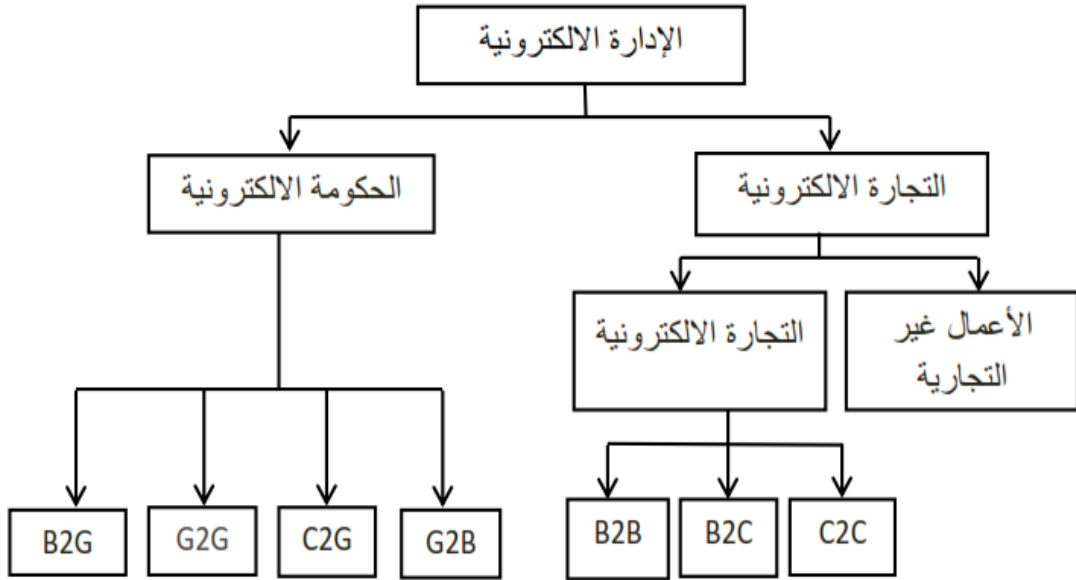 الإدارة الالكترونية
التجارة الالكترونية
الحكومة الالكترونية
الأعمال غير
التجارية
التجارة الالكترونية
C2C
B2C
B2B
G2B
C2G
G2G
B2G